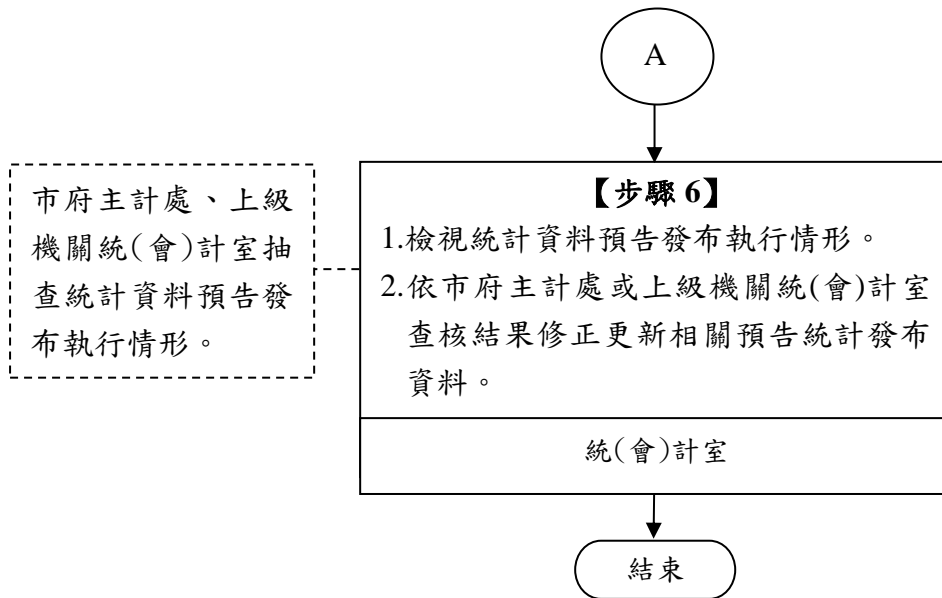 A
市府主計處、上級
機關統(會)計室抽
查統計資料預告發
布執行情形。
【步驟 6】
1.檢視統計資料預告發布執行情形。
2.依市府主計處或上級機關統(會)計室
查核結果修正更新相關預告統計發布
資料。
統(會)計室
結束